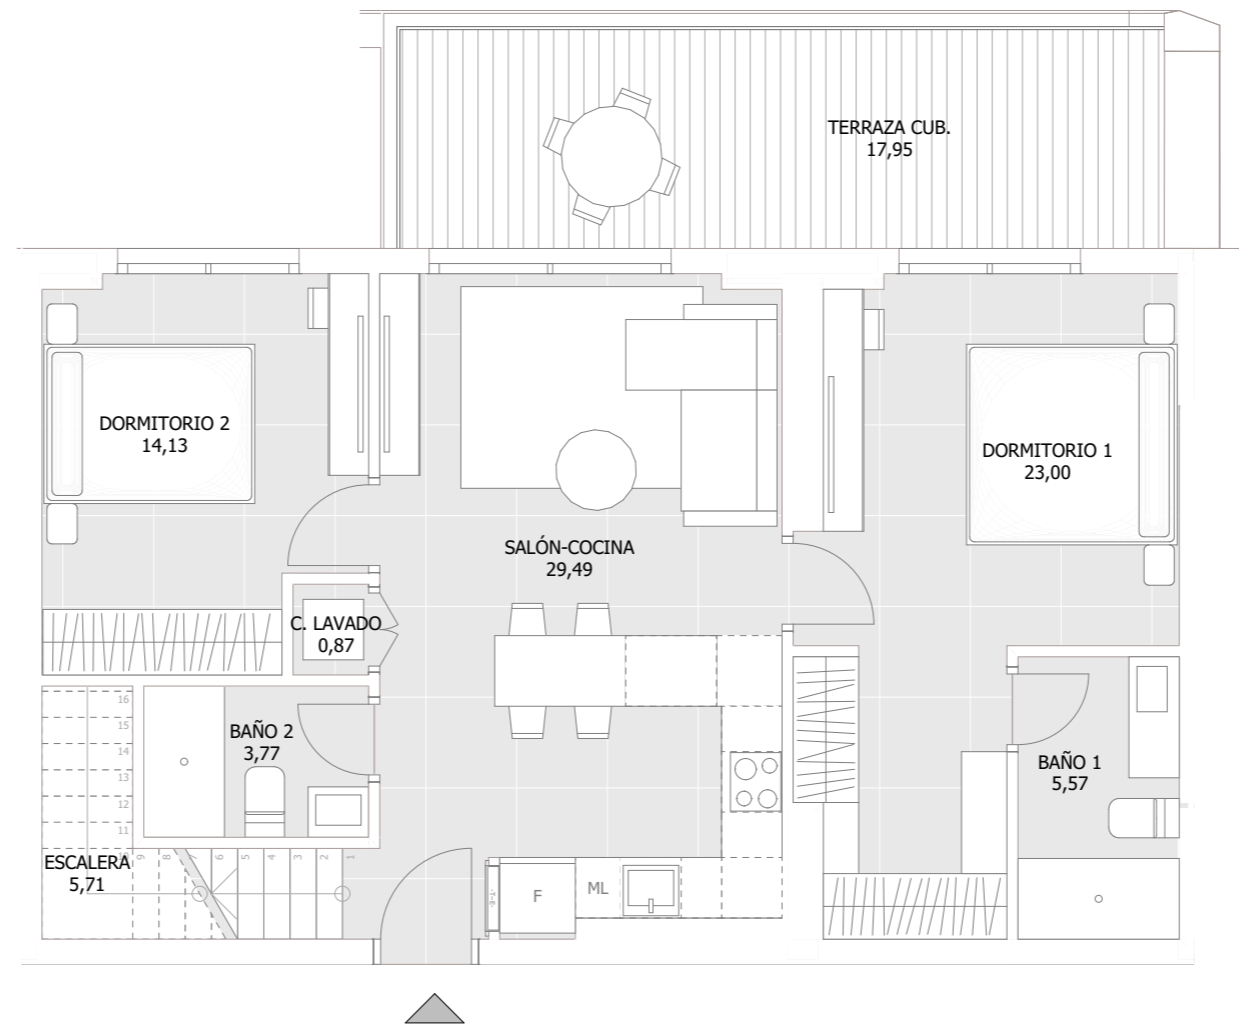 TERRAZA CUB.
17,95
DORMITORIO 2
14,13
DORMITORIO 1
23,00
SALÓN-COCINA
29,49
C. LAVADO
0,87
BAÑO 2
3,77
BAÑO 1
5,57
ESCALERA
5,71
16
15
14
13
12
11
9
8
7
6
5
4
3
2
1
F
ML